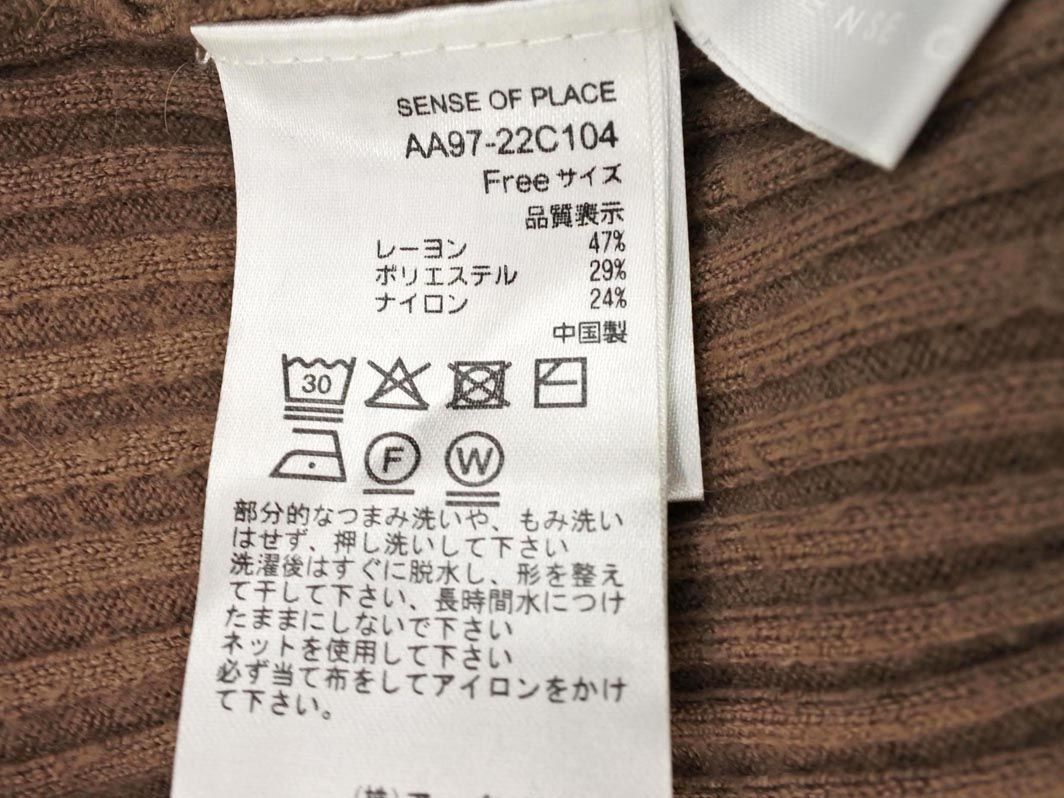 NSE
SENSE OF PLACE
AA97-22C104
Freeサイズ
品質表示
レーヨン 47%
ポリエステル 29%
ナイロン 24%
中国製
30
F W
部分的なつまみ洗いや、もみ洗い
はせず、押し洗いして下さい
洗濯後はすぐに脱水し、形を整え
て干して下さい、長時間水につけ
たままにしないで下さい
ネットを使用して下さい
必ず当て布をしてアイロンをかけ
て下さい。